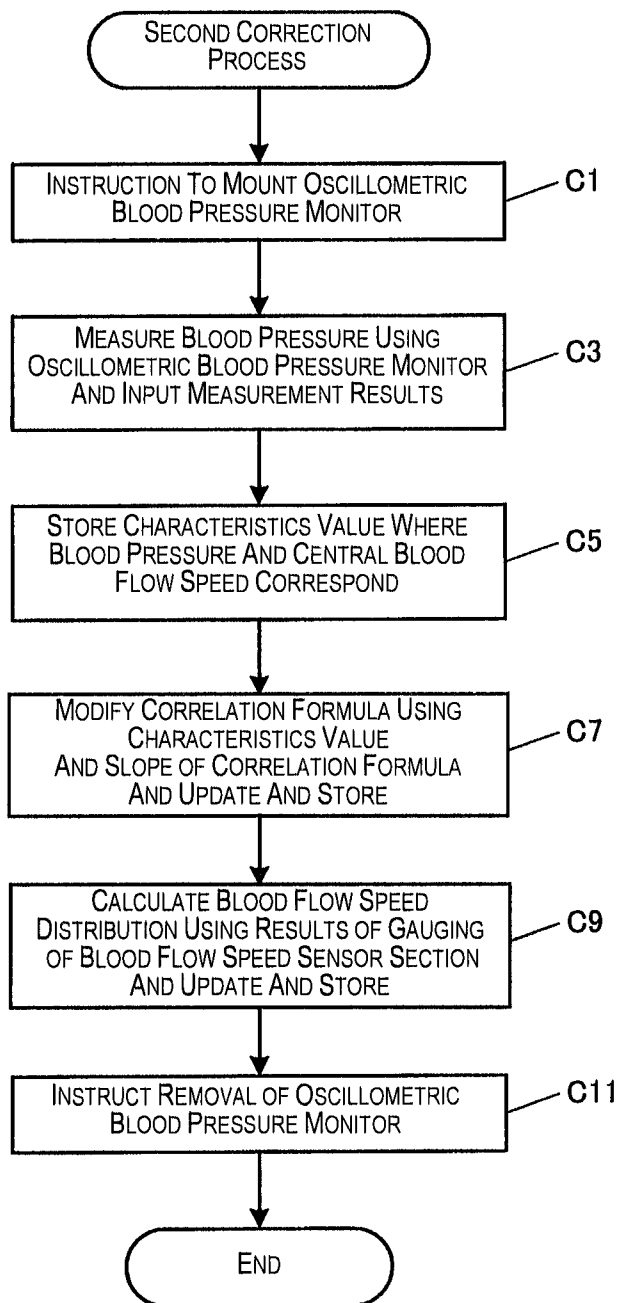 SECOND CORRECTION
PROCESS
INSTRUCTION TO MOUNT OSCILLOMETRIC
BLOOD PRESSURE MONITOR
C1
MEASURE BLOOD PRESSURE USING
OSCILLOMETRIC BLOOD PRESSURE MONITOR
AND INPUT MEASUREMENT RESULTS
C3
STORE CHARACTERISTICS VALUE WHERE
BLOOD PRESSURE AND CENTRAL BLOOD
FLOW SPEED CORRESPOND
C5
MODIFY CORRELATION FORMULA USING
CHARACTERISTICS VALUE
AND SLOPE OF CORRELATION FORMULA
AND UPDATE AND STORE
C7
CALCULATE BLOOD FLOW SPEED
DISTRIBUTION USING RESULTS OF GAUGING
OF BLOOD FLOW SPEED SENSOR SECTION
AND UPDATE AND STORE
C9
INSTRUCT REMOVAL OF OSCILLOMETRIC
BLOOD PRESSURE MONITOR
C11
END